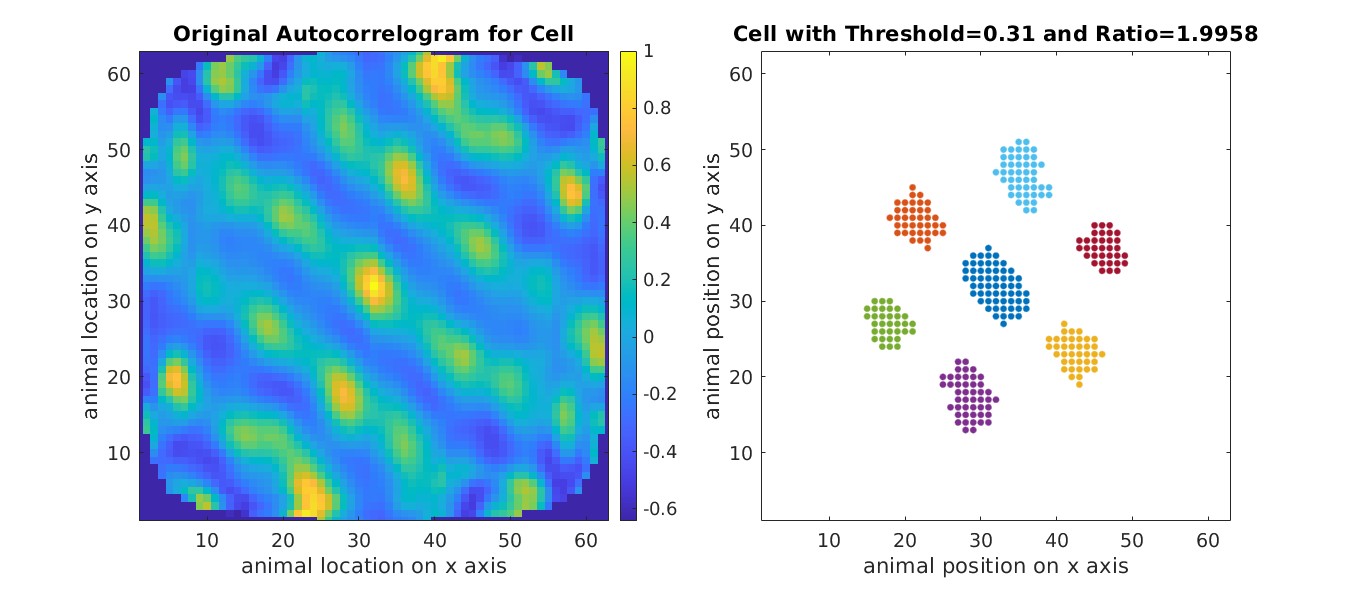 Original Autocorrelogram for Cell
60
50
40
30
20
10
10 20 30 40 50 60
animal location on y axis
animal location on x axis
1
0.8
0.6
0.4
0.2
0
-0.2
-0.4
-0.6
Cell with Threshold=0.31 and Ratio=1.9958
60
50
40
30
20
10
10 20 30 40 50 60
animal position on y axis
animal position on x axis